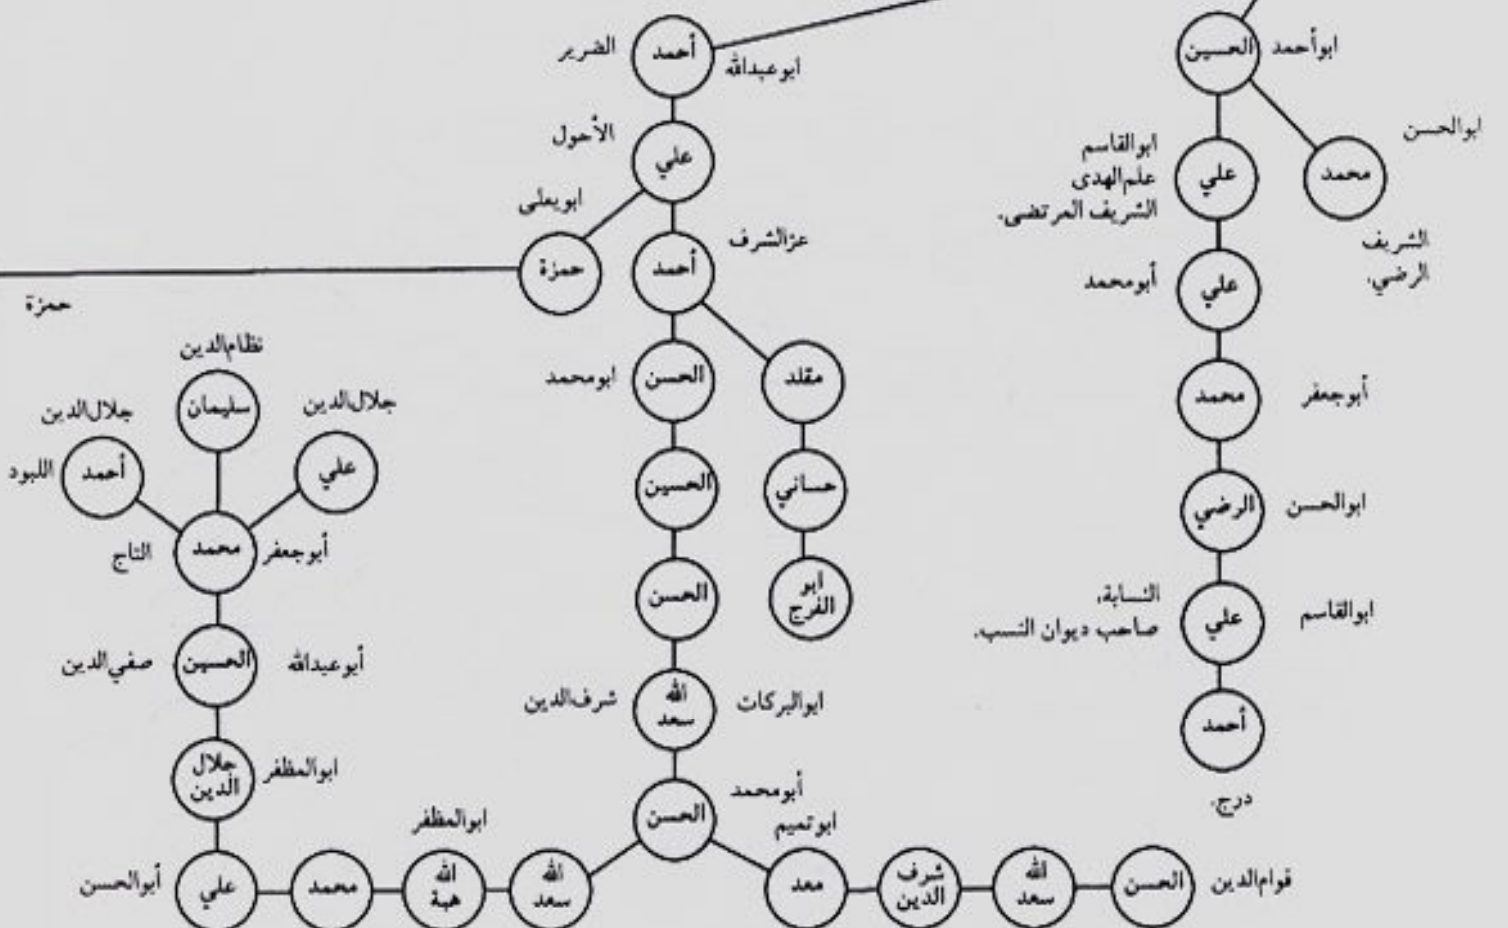 الضرير
أحمد
ابوعبدالله
الأحول
علي
ابويعلى
حمزة
حمزة
عزالشرف
أحمد
ابومحمد
الحسن
مقلد
الحسين
حساني
الحسن
ابو
الفرج
شرف‌الدين
الله
سعد
ابوالبركات
أبومحمد
الحسن
ابوأحمد
الحسين
ابوالحسن
محمد
الشريف
الرضي.
ابوالقاسم
علم‌الهدى
الشريف المرتضى.
علي
أبومحمد
علي
أبوجعفر
محمد
ابوالحسن
الرضي
ابوالقاسم
علي
النسابة.
صاحب ديوان النسب.
أحمد
درج.
نظام‌الدين
سليمان
جلال‌الدين
علي
جلال‌الدين
أحمد
اللبود
أبوجعفر
محمد
التاج
أبوعبدالله
الحسين
صفي‌الدين
ابوالمظفر
جلال
الدين
أبوالحسن
علي
محمد
ابوالمظفر
الله
هبة
الله
سعد
ابوتميم
معد
شرف
الدين
الله
سعد
الحسن
قوام‌الدين